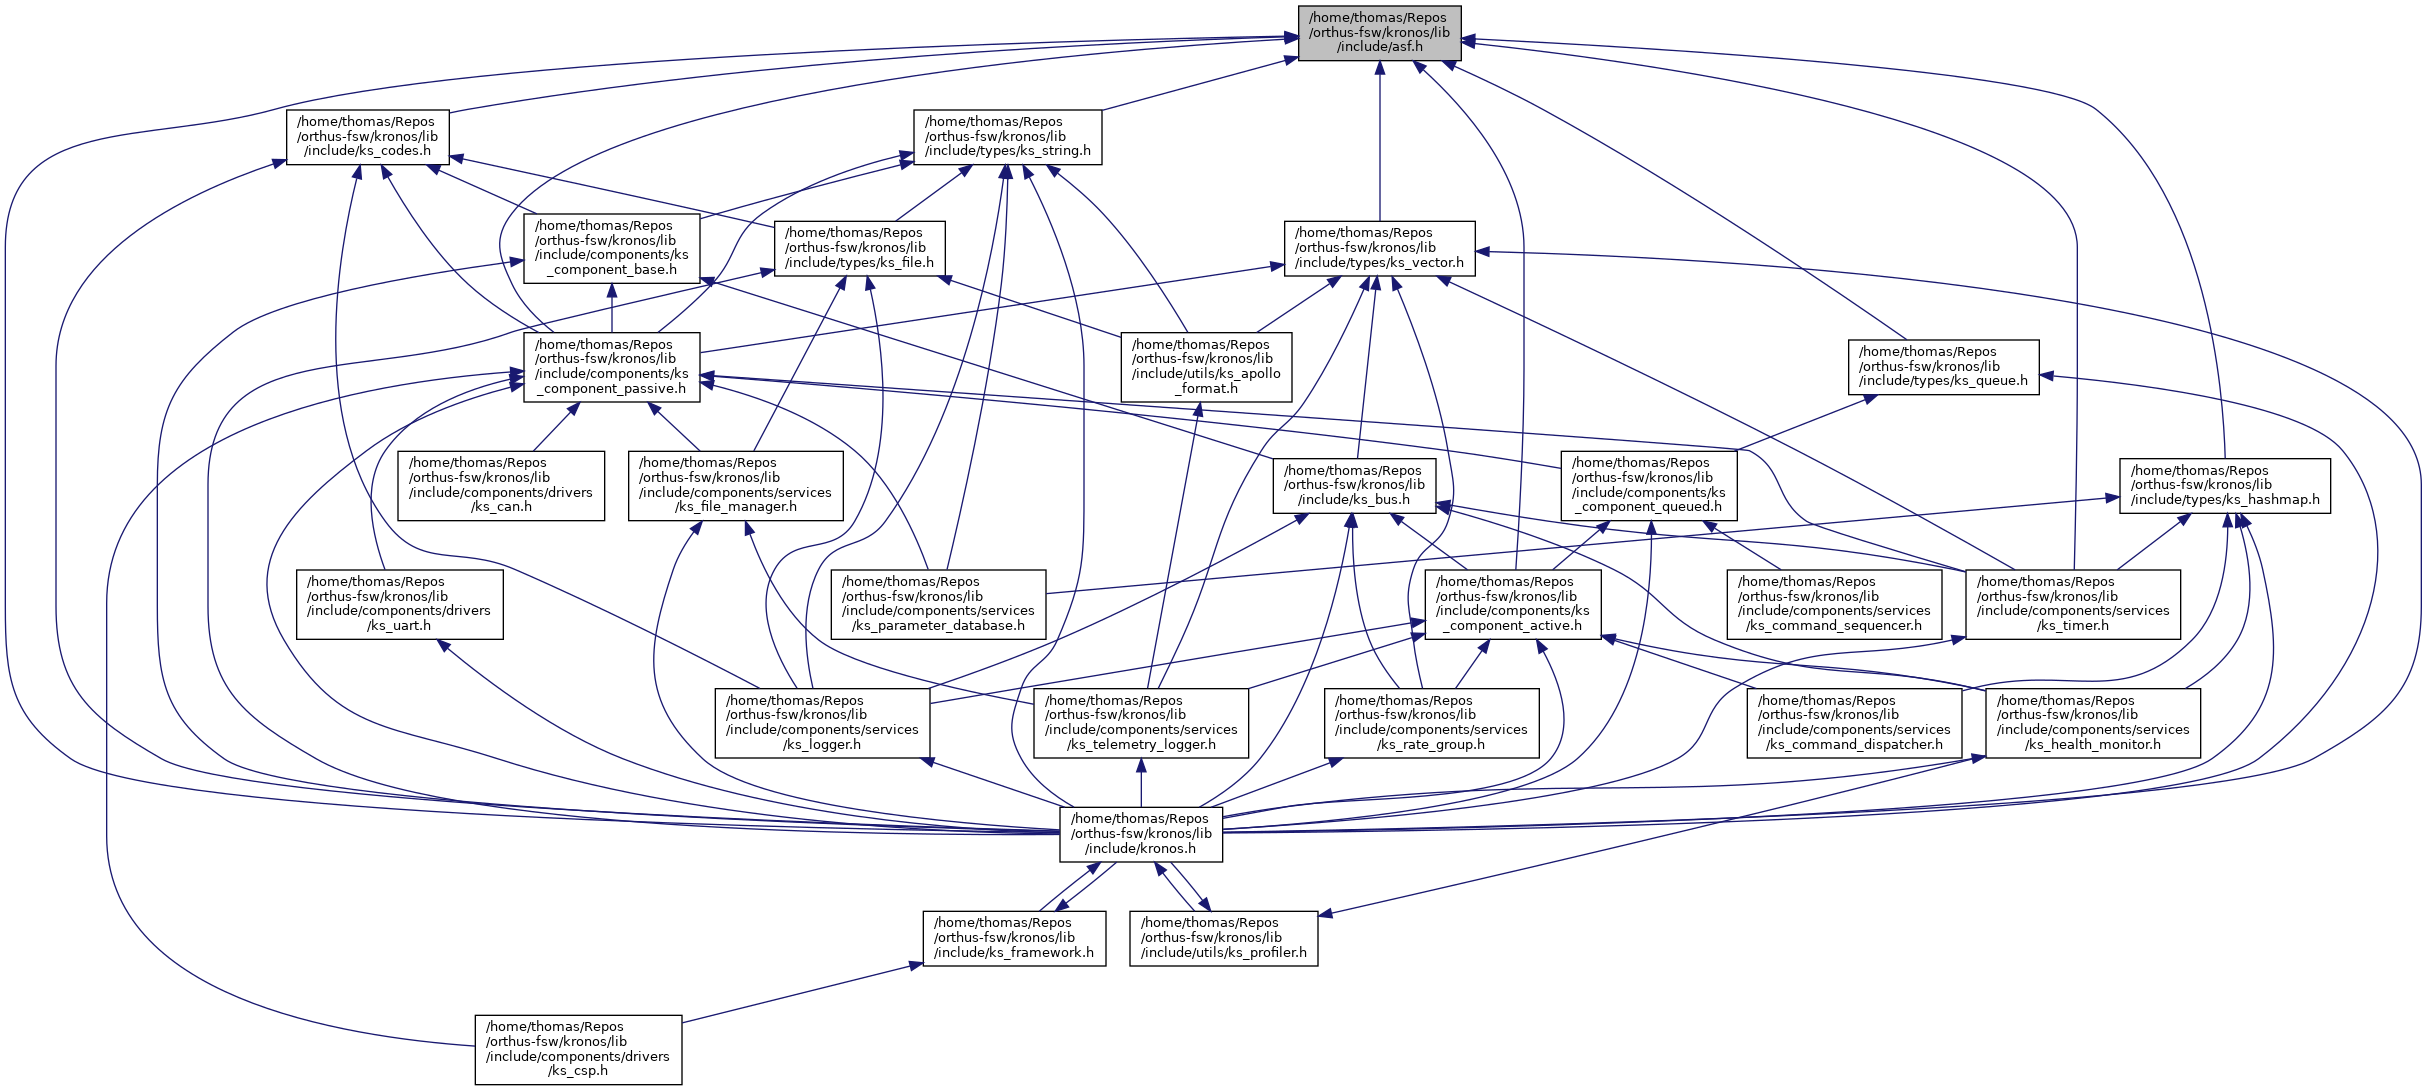 /home/thomas/Repos
/orthus-fsw/kronos/lib
/include/asf.h
/home/thomas/Repos
/orthus-fsw/kronos/lib
/include/ks_codes.h
/home/thomas/Repos
/orthus-fsw/kronos/lib
/include/types/ks_string.h
/home/thomas/Repos
/orthus-fsw/kronos/lib
/include/components/ks
_component_base.h
/home/thomas/Repos
/orthus-fsw/kronos/lib
/include/types/ks_file.h
/home/thomas/Repos
/orthus-fsw/kronos/lib
/include/types/ks_vector.h
/home/thomas/Repos
/orthus-fsw/kronos/lib
/include/components/ks
_component_passive.h
/home/thomas/Repos
/orthus-fsw/kronos/lib
/include/utils/ks_apollo
_format.h
/home/thomas/Repos
/orthus-fsw/kronos/lib
/include/types/ks_queue.h
/home/thomas/Repos
/orthus-fsw/kronos/lib
/include/components/drivers
/ks_can.h
/home/thomas/Repos
/orthus-fsw/kronos/lib
/include/components/services
/ks_file_manager.h
/home/thomas/Repos
/orthus-fsw/kronos/lib
/include/ks_bus.h
/home/thomas/Repos
/orthus-fsw/kronos/lib
/include/components/ks
_component_queued.h
/home/thomas/Repos
/orthus-fsw/kronos/lib
/include/types/ks_hashmap.h
/home/thomas/Repos
/orthus-fsw/kronos/lib
/include/components/drivers
/ks_uart.h
/home/thomas/Repos
/orthus-fsw/kronos/lib
/include/components/services
/ks_parameter_database.h
/home/thomas/Repos
/orthus-fsw/kronos/lib
/include/components/ks
_component_active.h
/home/thomas/Repos
/orthus-fsw/kronos/lib
/include/components/services
/ks_command_sequencer.h
/home/thomas/Repos
/orthus-fsw/kronos/lib
/include/components/services
/ks_timer.h
/home/thomas/Repos
/orthus-fsw/kronos/lib
/include/components/services
/ks_logger.h
/home/thomas/Repos
/orthus-fsw/kronos/lib
/include/components/services
/ks_telemetry_logger.h
/home/thomas/Repos
/orthus-fsw/kronos/lib
/include/components/services
/ks_rate_group.h
/home/thomas/Repos
/orthus-fsw/kronos/lib
/include/components/services
/ks_command_dispatcher.h
/home/thomas/Repos
/orthus-fsw/kronos/lib
/include/components/services
/ks_health_monitor.h
/home/thomas/Repos
/orthus-fsw/kronos/lib
/include/kronos.h
/home/thomas/Repos
/orthus-fsw/kronos/lib
/include/ks_framework.h
/home/thomas/Repos
/orthus-fsw/kronos/lib
/include/utils/ks_profiler.h
/home/thomas/Repos
/orthus-fsw/kronos/lib
/include/components/drivers
/ks_csp.h